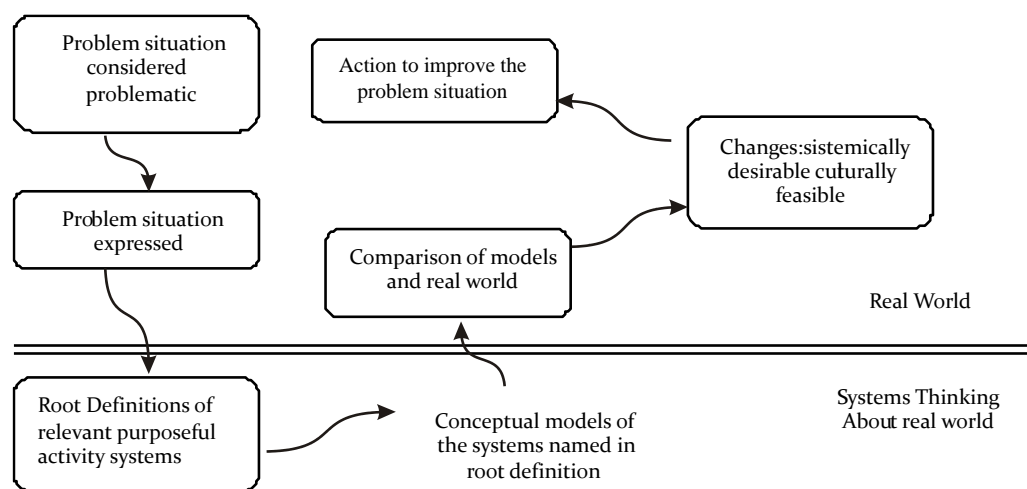 Problem situation
considered
problematic
Problem situation
expressed
Root Definitions of
relevant purposeful
activity systems
Conceptual models of
the systems named in
root definition
Comparison of models
and real world
Changes:sistemically
desirable culturally
feasible
Action to improve the
problem situation
Real World
Systems Thinking
About real world